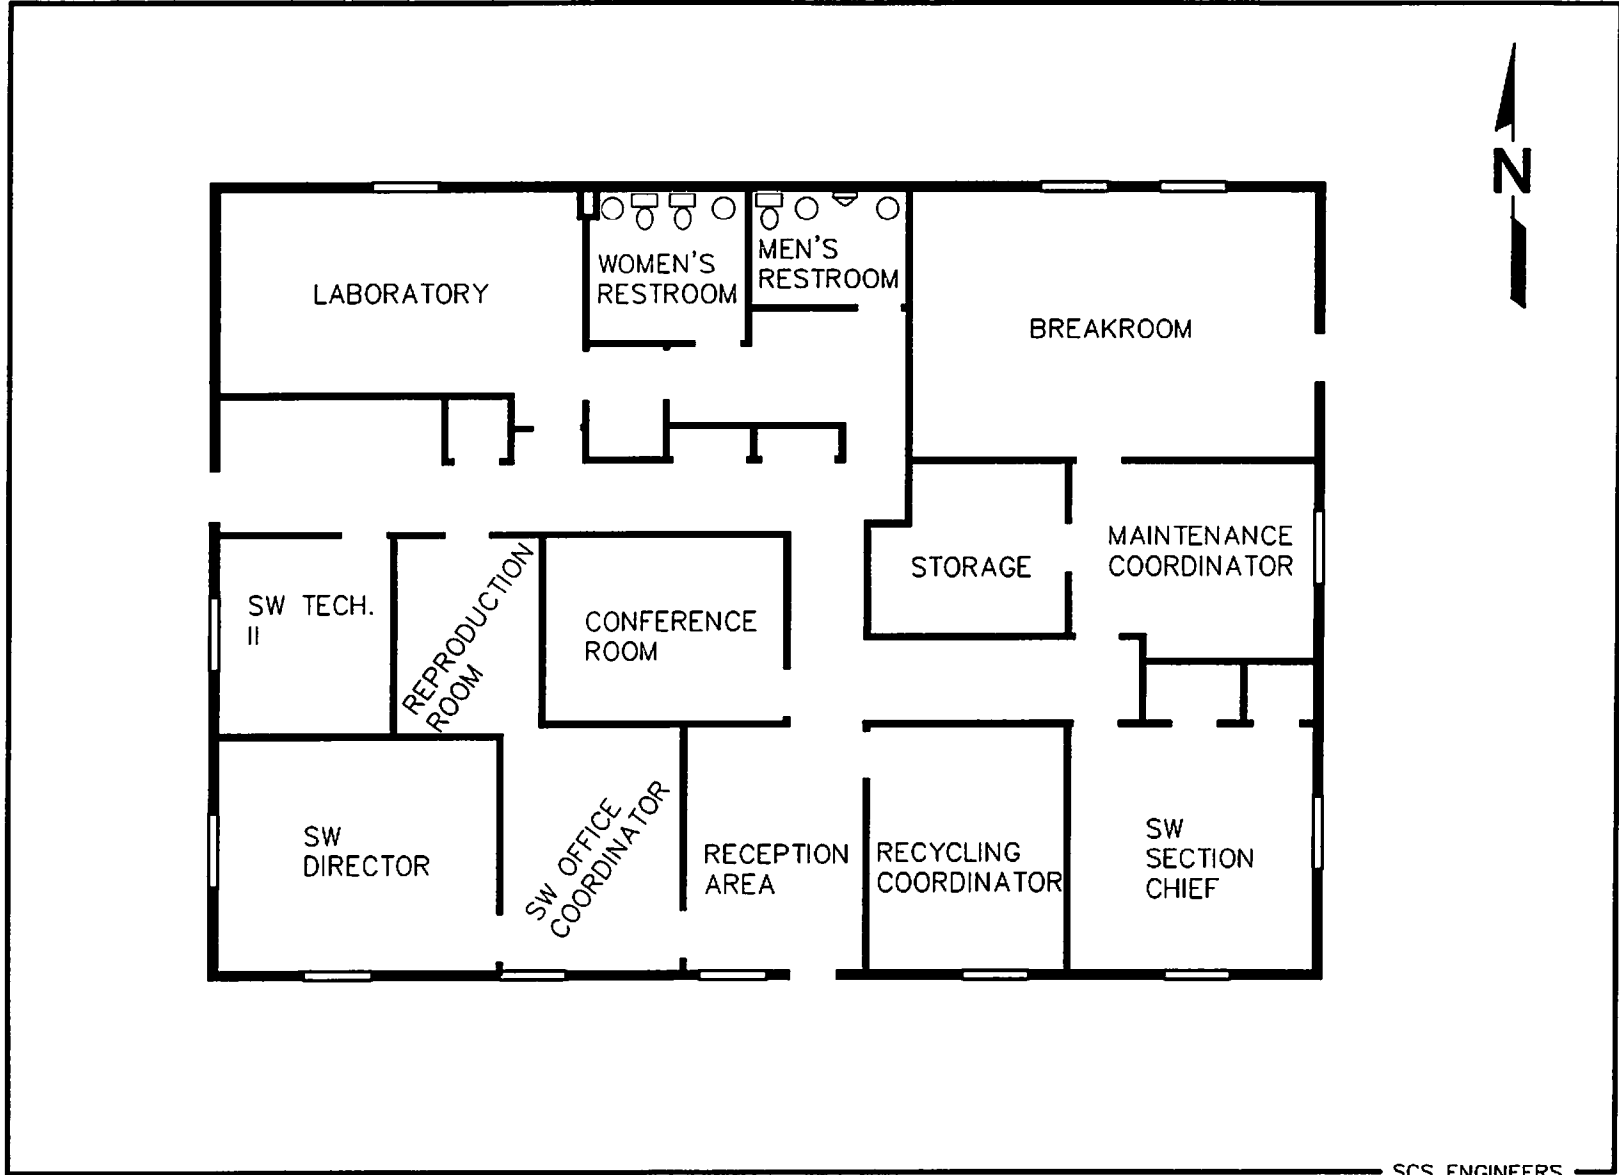 N
LABORATORY
WOMEN'S
RESTROOM
MEN'S
RESTROOM
BREAKROOM
SW TECH.
II
REPRODUCTION
ROOM
CONFERENCE
ROOM
STORAGE
MAINTENANCE
COORDINATOR
SW
DIRECTOR
SW OFFICE
COORDINATOR
RECEPTION
AREA
RECYCLING
COORDINATOR
SW
SECTION
CHIEF
SCS ENGINEERS